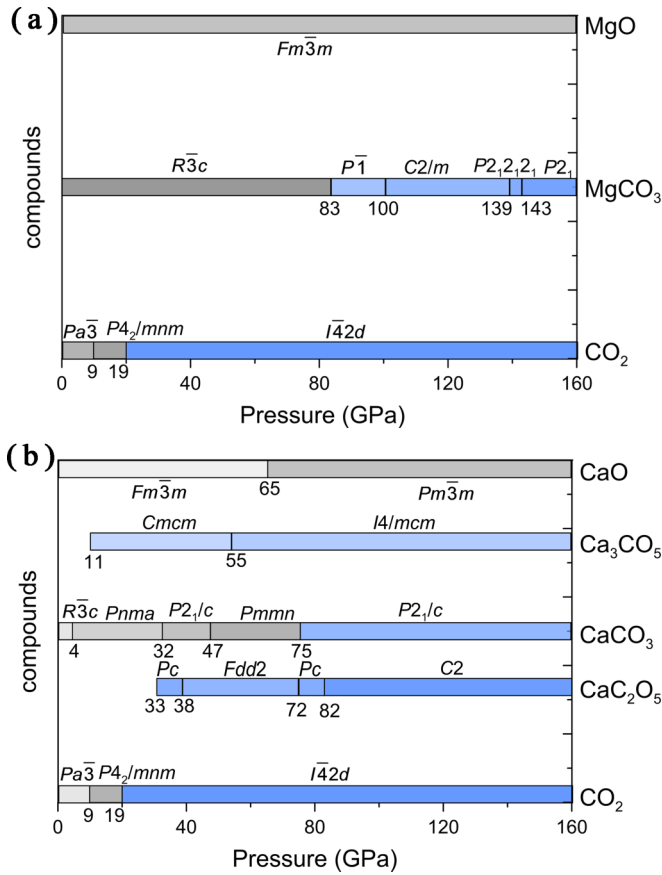 (a)
MgO
Fm3̅m
R3̅c P1̅ C2/m P2₁2₁2₁ P2₁
MgCO₃
83 100 139 143
compounds
Pa3̅ P4₂/mnm I4̅2d
CO₂
9 19
0 40 80 120 160
Pressure (GPa)
(b)
CaO
Fm3̅m 65 Pm3̅m
Cmcm I4/mcm
Ca₃CO₅
11 55
R3̅c Pnma P2₁/c Pmmn P2₁/c
CaCO₃
4 32 47 75
compounds
Pc Fdd2 Pc C2
CaC₂O₅
33 38 72 82
Pa3̅ P4₂/mnm I4̅2d
CO₂
9 19
0 40 80 120 160
Pressure (GPa)